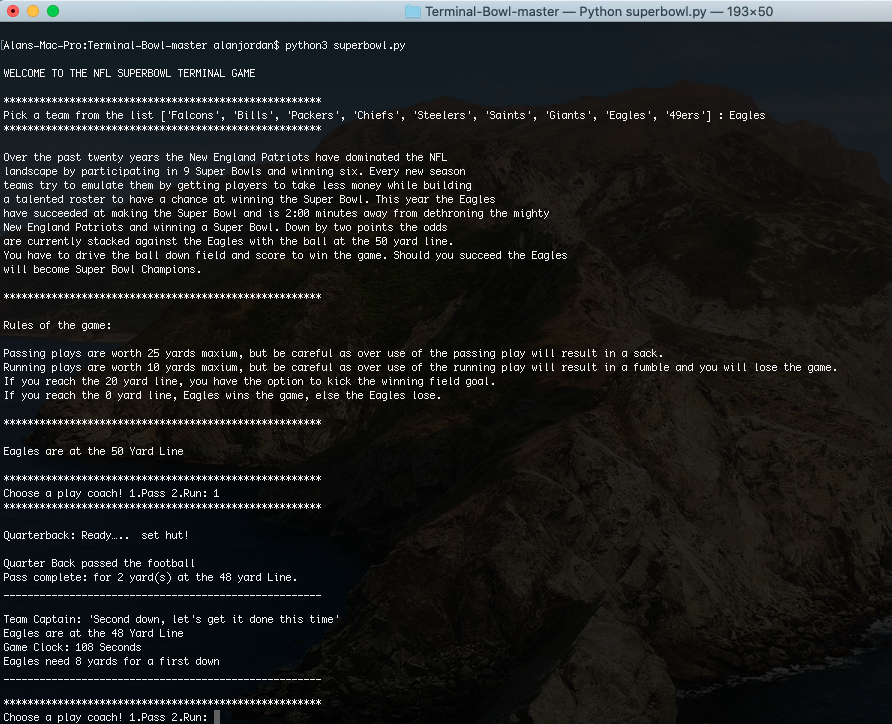 Terminal-Bowl-master — Python superbowl.py — 193×50
[Alans-Mac-Pro:Terminal-Bowl-master alanjordan$ python3 superbowl.py
WELCOME TO THE NFL SUPERBOWL TERMINAL GAME
*****************************************************
Pick a team from the list ['Falcons', 'Bills', 'Packers', 'Chiefs', 'Steelers', 'Saints', 'Giants', 'Eagles', '49ers'] : Eagles
*****************************************************
Over the past twenty years the New England Patriots have dominated the NFL
landscape by participating in 9 Super Bowls and winning six. Every new season
teams try to emulate them by getting players to take less money while building
a talented roster to have a chance at winning the Super Bowl. This year the Eagles
have succeeded at making the Super Bowl and is 2:00 minutes away from dethroning the mighty
New England Patriots and winning a Super Bowl. Down by two points the odds
are currently stacked against the Eagles with the ball at the 50 yard line.
You have to drive the ball down field and score to win the game. Should you succeed the Eagles
will become Super Bowl Champions.
*****************************************************
Rules of the game:
Passing plays are worth 25 yards maxium, but be careful as over use of the passing play will result in a sack.
Running plays are worth 10 yards maxium, but be careful as over use of the running play will result in a fumble and you will lose the game.
If you reach the 20 yard line, you have the option to kick the winning field goal.
If you reach the 0 yard line, Eagles wins the game, else the Eagles lose.
*****************************************************
Eagles are at the 50 Yard Line
*****************************************************
Choose a play coach! 1.Pass 2.Run: 1
*****************************************************
Quarterback: Ready….. set hut!
Quarter Back passed the football
Pass complete: for 2 yard(s) at the 48 yard Line.
_____________________________________________________
Team Captain: 'Second down, let's get it done this time'
Eagles are at the 48 Yard Line
Game Clock: 108 Seconds
Eagles need 8 yards for a first down
_____________________________________________________
*****************************************************
Choose a play coach! 1.Pass 2.Run: